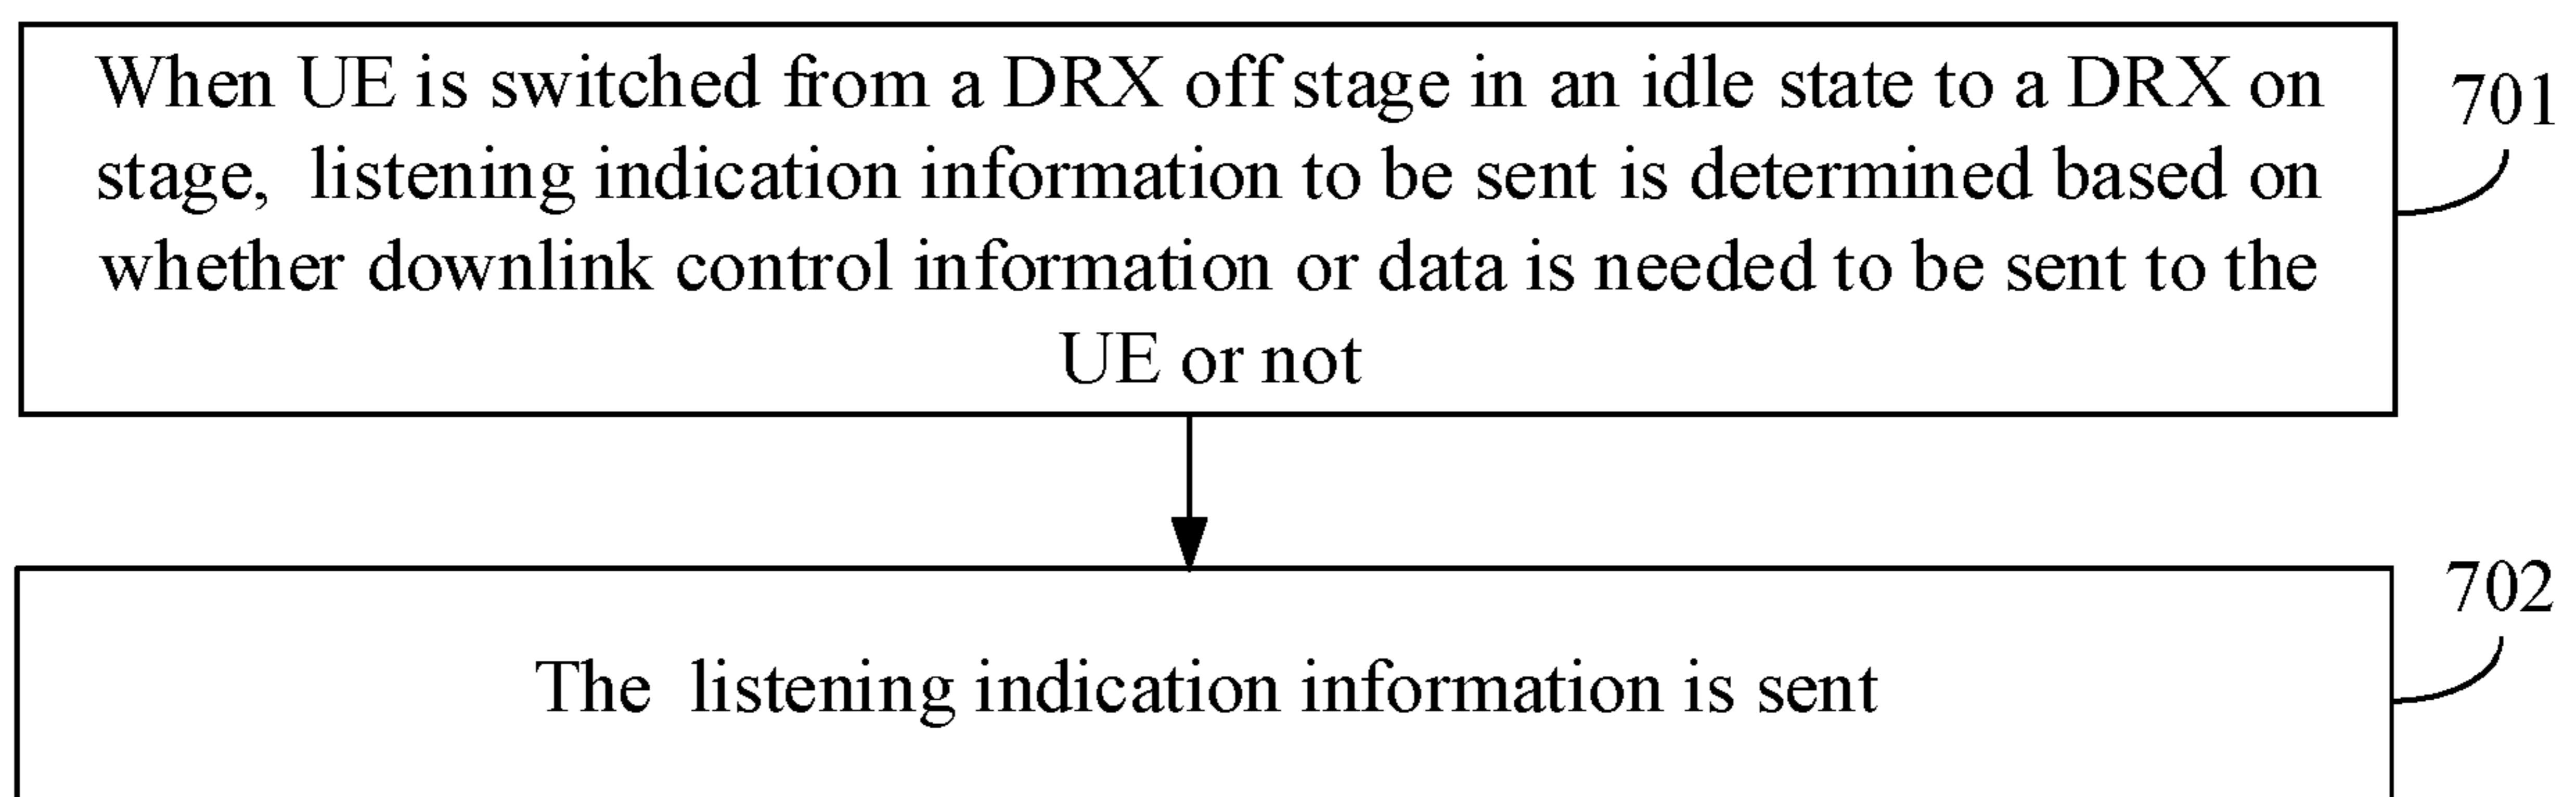 When UE is switched from a DRX off stage in an idle state to a DRX on
stage, listening indication information to be sent is determined based on
whether downlink control information or data is needed to be sent to the
UE or not
701
The listening indication information is sent
702